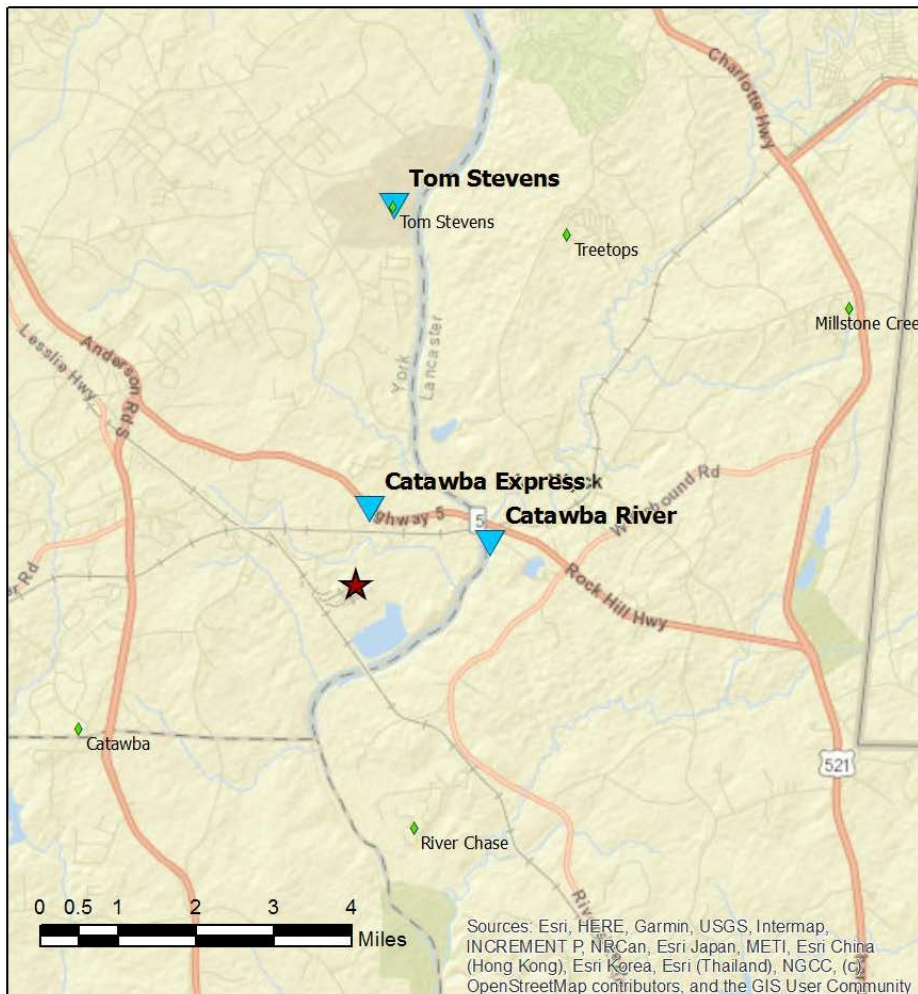 Charlotte Hwy
Tom Stevens
Tom Stevens
Treetops
Millstone Cree
York
Lancaster
Lesslie Hwy
Anderson Rd S
Catawba Express
Catawba River
ghway 5
5
Rd
Rock Hill Hwy
Rd
Catawba
521
River Chase
0 0.5 1 2 3 4
Miles
Sources: Esri, HERE, Garmin, USGS, Intermap,
INCREMENT P, NRCan, Esri Japan, METI, Esri China
(Hong Kong), Esri Korea, Esri (Thailand), NGCC, (c)
OpenStreetMap contributors, and the GIS User Community